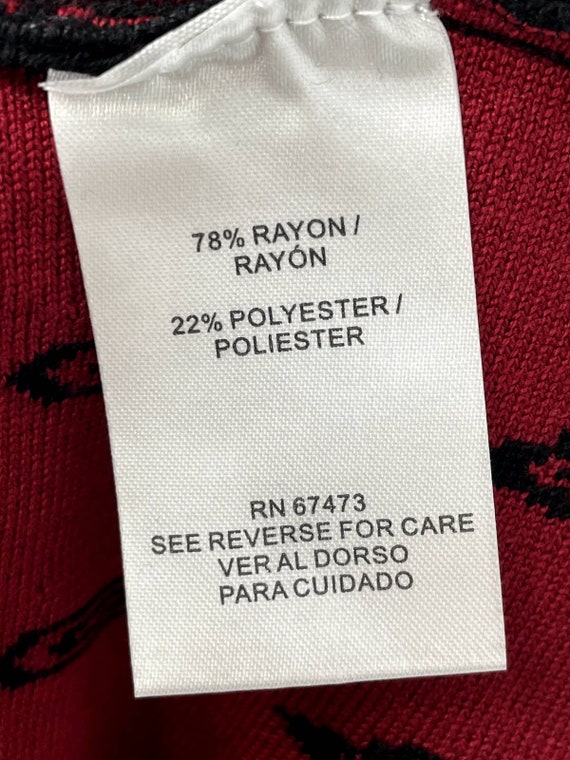 78% RAYON /
RAYÓN
22% POLYESTER /
POLIESTER
RN 67473
SEE REVERSE FOR CARE
VER AL DORSO
PARA CUIDADO